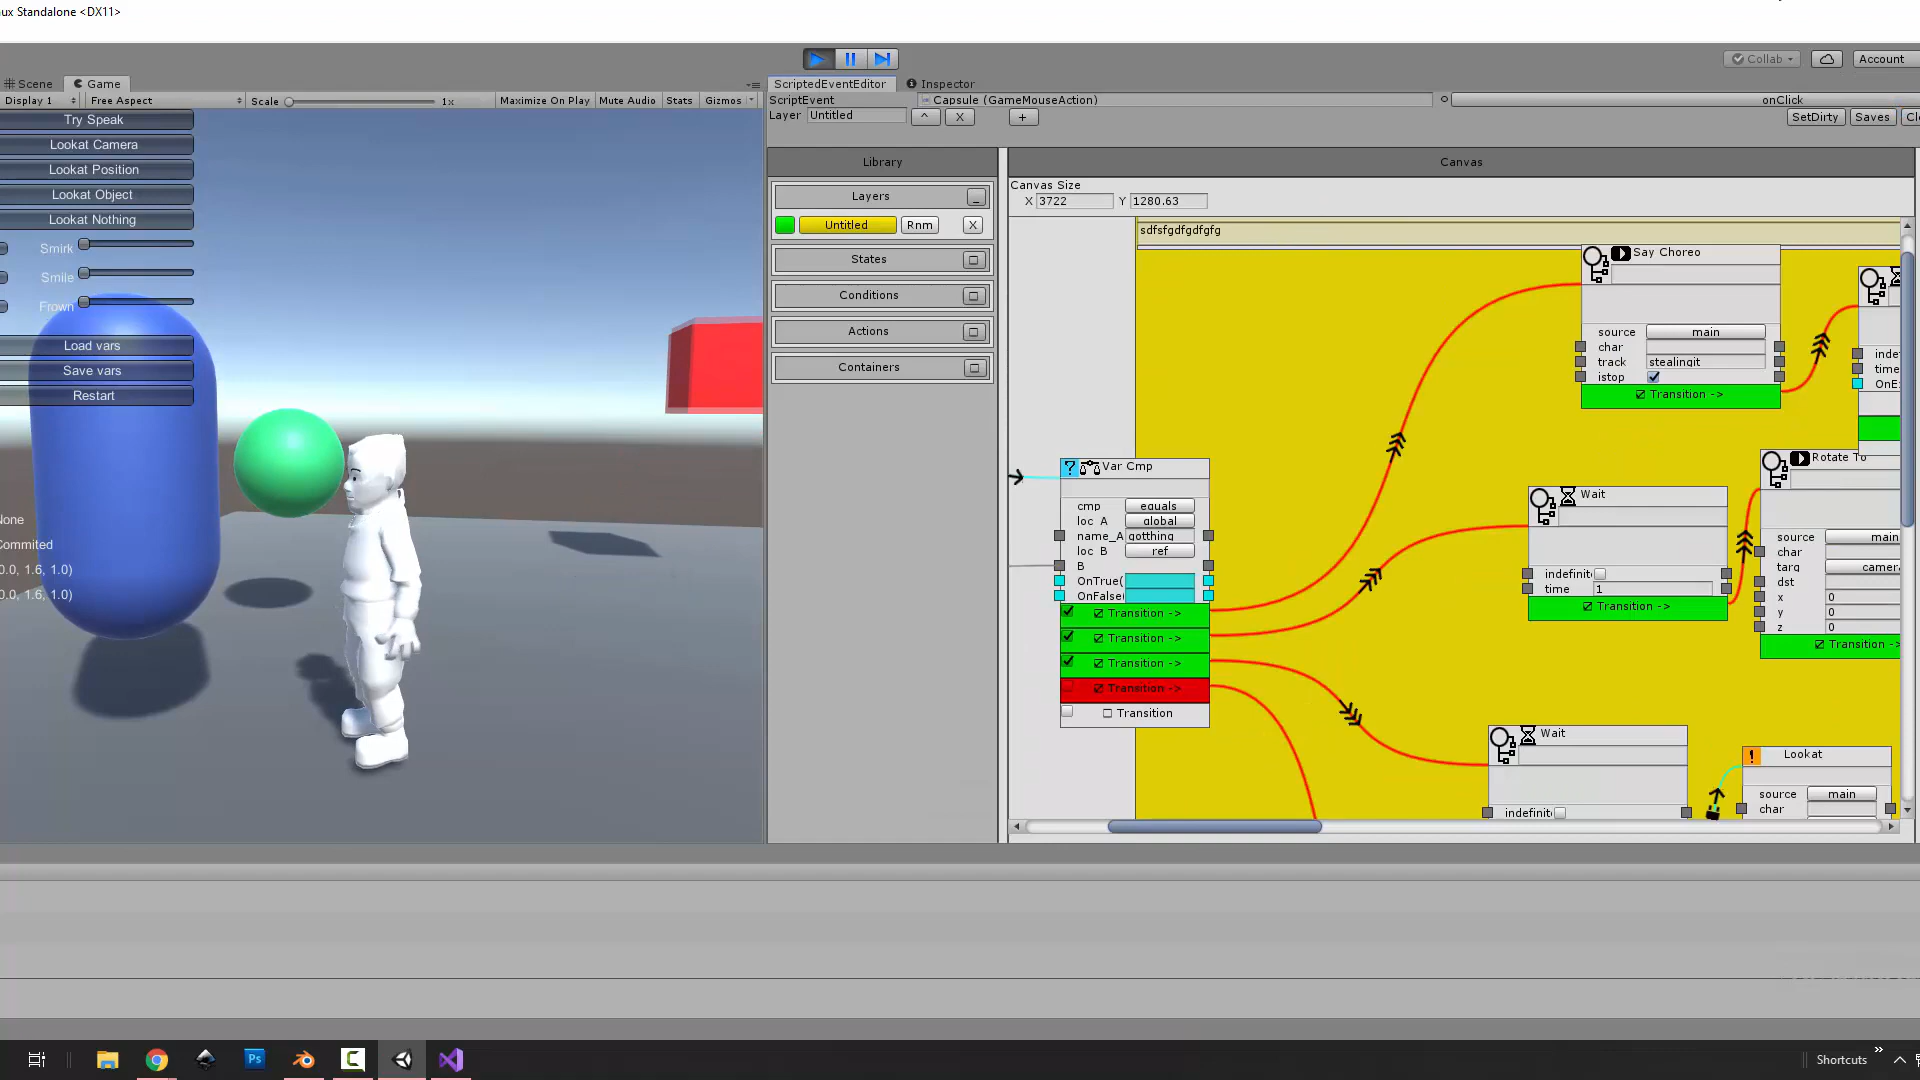 ux Standalone <DX11>
Collab
Account
Scene
Game
ScriptedEventEditor
Inspector
Display 1
Free Aspect
Scale
1x
Maximize On Play
Mute Audio
Stats
Gizmos
ScriptEvent
Capsule (GameMouseAction)
onClick
Layer
Untitled
^
X
+
SetDirty
Saves
Cl
Try Speak
Lookat Camera
Lookat Position
Lookat Object
Lookat Nothing
Smirk
Smile
Frown
Load vars
Save vars
Restart
None
Commited
0.0, 1.6, 1.0)
0.0, 1.6, 1.0)
Library
Layers
_
Untitled
Rnm
X
States
Conditions
Actions
Containers
Canvas
Canvas Size
X 3722
Y 1280.63
sdfsfgdfgdfgfg
Say Choreo
source main
char
track stealingit
istop
Transition ->
inde
time
OnE
? Var Cmp
cmp equals
loc A global
name_A gotthing
loc B ref
B
OnTrue(
OnFalse(
Transition ->
Transition ->
Transition ->
Transition ->
Transition
Wait
indefinit
time 1
Transition ->
Rotate To
source main
char
targ camera
dst
x 0
y 0
z 0
Transition ->
Wait
indefinit
! Lookat
source main
char
Ps
Shortcuts